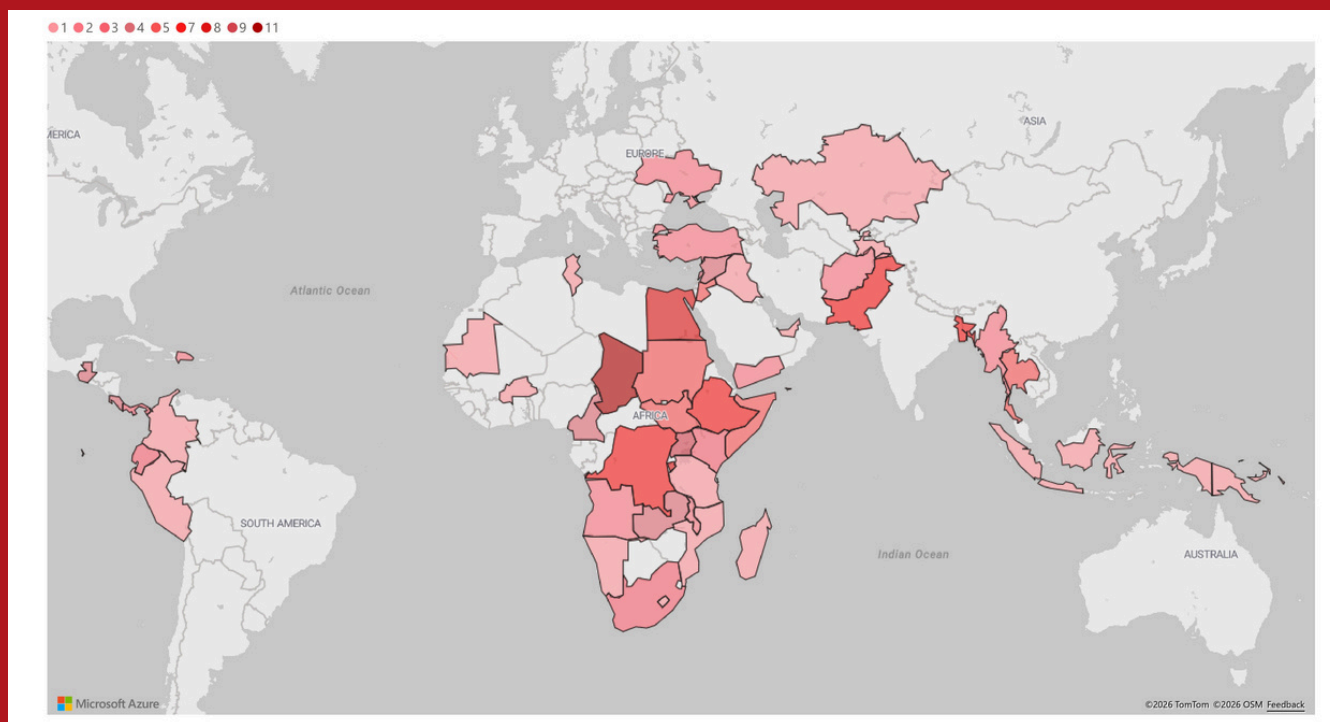 1 2 3 4 5 7 8 9 11
MERICA
ASIA
EUROPE
Atlantic Ocean
AFRICA
SOUTH AMERICA
Indian Ocean
AUSTRALIA
Microsoft Azure
©2026 TomTom ©2026 OSM Feedback